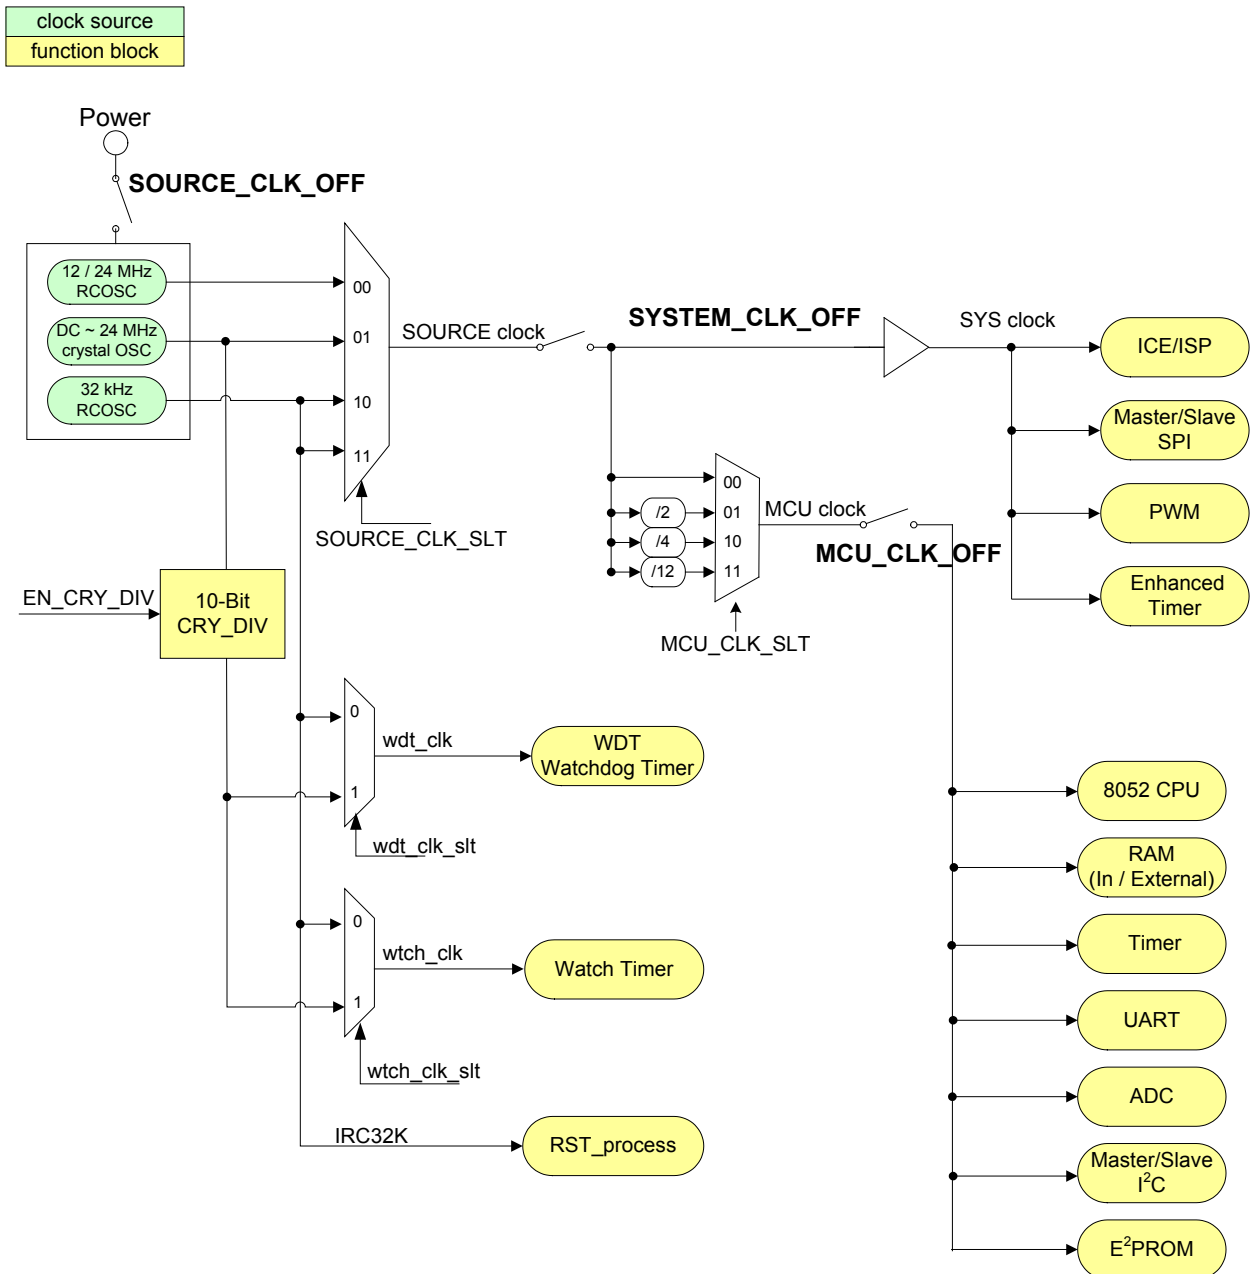 clock source
function block
Power
SOURCE_CLK_OFF
12 / 24 MHz
RCOSC
DC ~ 24 MHz
crystal OSC
32 kHz
RCOSC
00
01
10
11
SOURCE_CLK_SLT
SOURCE clock
SYSTEM_CLK_OFF
SYS clock
ICE/ISP
Master/Slave
SPI
PWM
Enhanced
Timer
/2
/4
/12
00
01
10
11
MCU_CLK_SLT
MCU clock
MCU_CLK_OFF
EN_CRY_DIV
10-Bit
CRY_DIV
0
1
wdt_clk
wdt_clk_slt
WDT
Watchdog Timer
0
1
wtch_clk
wtch_clk_slt
Watch Timer
IRC32K
RST_process
8052 CPU
RAM
(In / External)
Timer
UART
ADC
Master/Slave
I²C
E²PROM